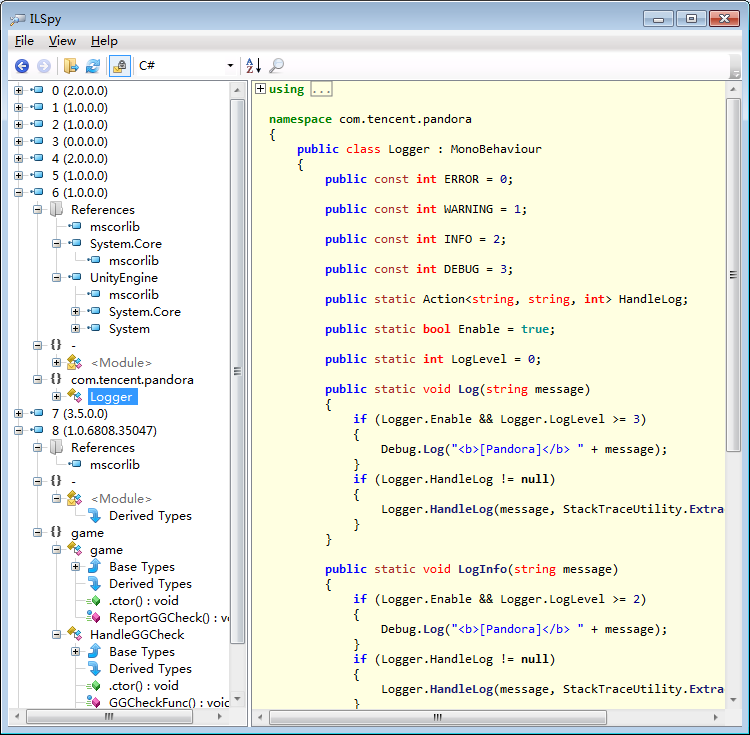 ILSpy
File View Help
C#
0 (2.0.0.0)
1 (1.0.0.0)
2 (1.0.0.0)
3 (0.0.0.0)
4 (2.0.0.0)
5 (1.0.0.0)
6 (1.0.0.0)
References
mscorlib
System.Core
mscorlib
UnityEngine
mscorlib
System.Core
System
{} -
<Module>
{} com.tencent.pandora
Logger
7 (3.5.0.0)
8 (1.0.6808.35047)
References
mscorlib
{} -
<Module>
Derived Types
{} game
game
Base Types
Derived Types
.ctor() : void
ReportGGCheck() : v
HandleGGCheck
Base Types
Derived Types
.ctor() : void
GGCheckFunc() : voic
using ...
namespace com.tencent.pandora
{
public class Logger : MonoBehaviour
{
public const int ERROR = 0;
public const int WARNING = 1;
public const int INFO = 2;
public const int DEBUG = 3;
public static Action<string, string, int> HandleLog;
public static bool Enable = true;
public static int LogLevel = 0;
public static void Log(string message)
{
if (Logger.Enable && Logger.LogLevel >= 3)
{
Debug.Log("<b>[Pandora]</b> " + message);
}
if (Logger.HandleLog != null)
{
Logger.HandleLog(message, StackTraceUtility.Extra
}
}
public static void LogInfo(string message)
{
if (Logger.Enable && Logger.LogLevel >= 2)
{
Debug.Log("<b>[Pandora]</b> " + message);
}
if (Logger.HandleLog != null)
{
Logger.HandleLog(message, StackTraceUtility.Extra
}